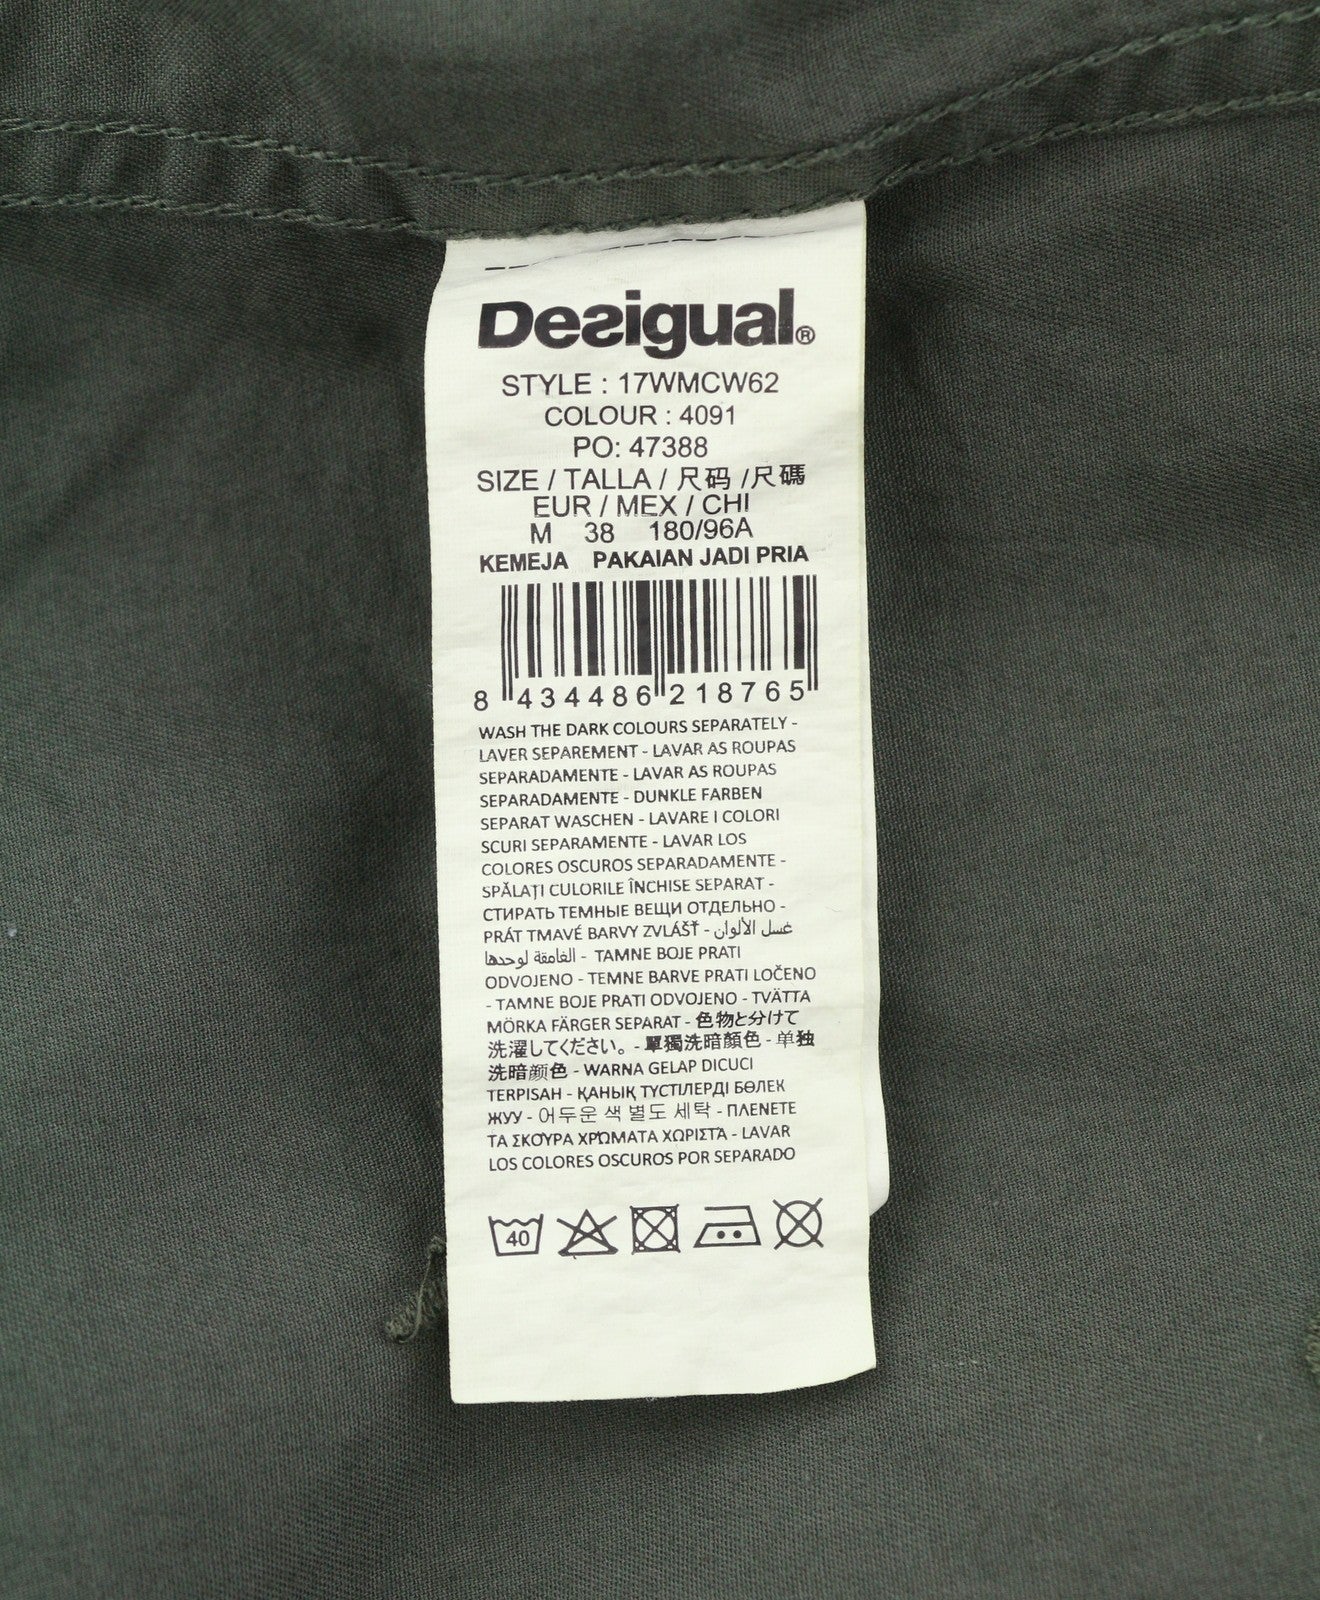 Desigual®
STYLE : 17WMCW62
COLOUR : 4091
PO: 47388
SIZE / TALLA / 尺码 /尺碼
EUR / MEX / CHI
M 38 180/96A
KEMEJA PAKAIAN JADI PRIA
8 434486 218765
WASH THE DARK COLOURS SEPARATELY -
LAVER SEPAREMENT - LAVAR AS ROUPAS
SEPARADAMENTE - LAVAR AS ROUPAS
SEPARADAMENTE - DUNKLE FARBEN
SEPARAT WASCHEN - LAVARE I COLORI
SCURI SEPARAMENTE - LAVAR LOS
COLORES OSCUROS SEPARADAMENTE -
SPĂLAȚI CULORILE ÎNCHISE SEPARAT -
СТИРАТЬ ТЕМНЫЕ ВЕЩИ ОТДЕЛЬНО -
PRÁT TMAVÉ BARVY ZVLÁŠŤ - غسل الألوان
الغامقة لوحدها - TAMNE BOJE PRATI
ODVOJENO - TEMNE BARVE PRATI LOČENO
- TAMNE BOJE PRATI ODVOJENO - TVÄTTA
MÖRKA FÄRGER SEPARAT - 色物と分けて
洗濯してください。 - 單獨洗暗顏色 - 单独
洗暗颜色 - WARNA GELAP DICUCI
TERPISAH - ҚАНЫҚ ТҮСТІЛЕРДІ БӨЛЕК
ЖУУ - 어두운 색 별도 세탁 - ΠΛΕΝΕΤΕ
ΤΑ ΣΚΟΎΡΑ ΧΡΏΜΑΤΑ ΧΩΡΙΣΤΆ - LAVAR
LOS COLORES OSCUROS POR SEPARADO
40